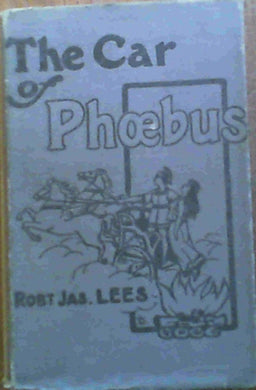 The Car
of
Phœbus
ROBT JAS. LEES